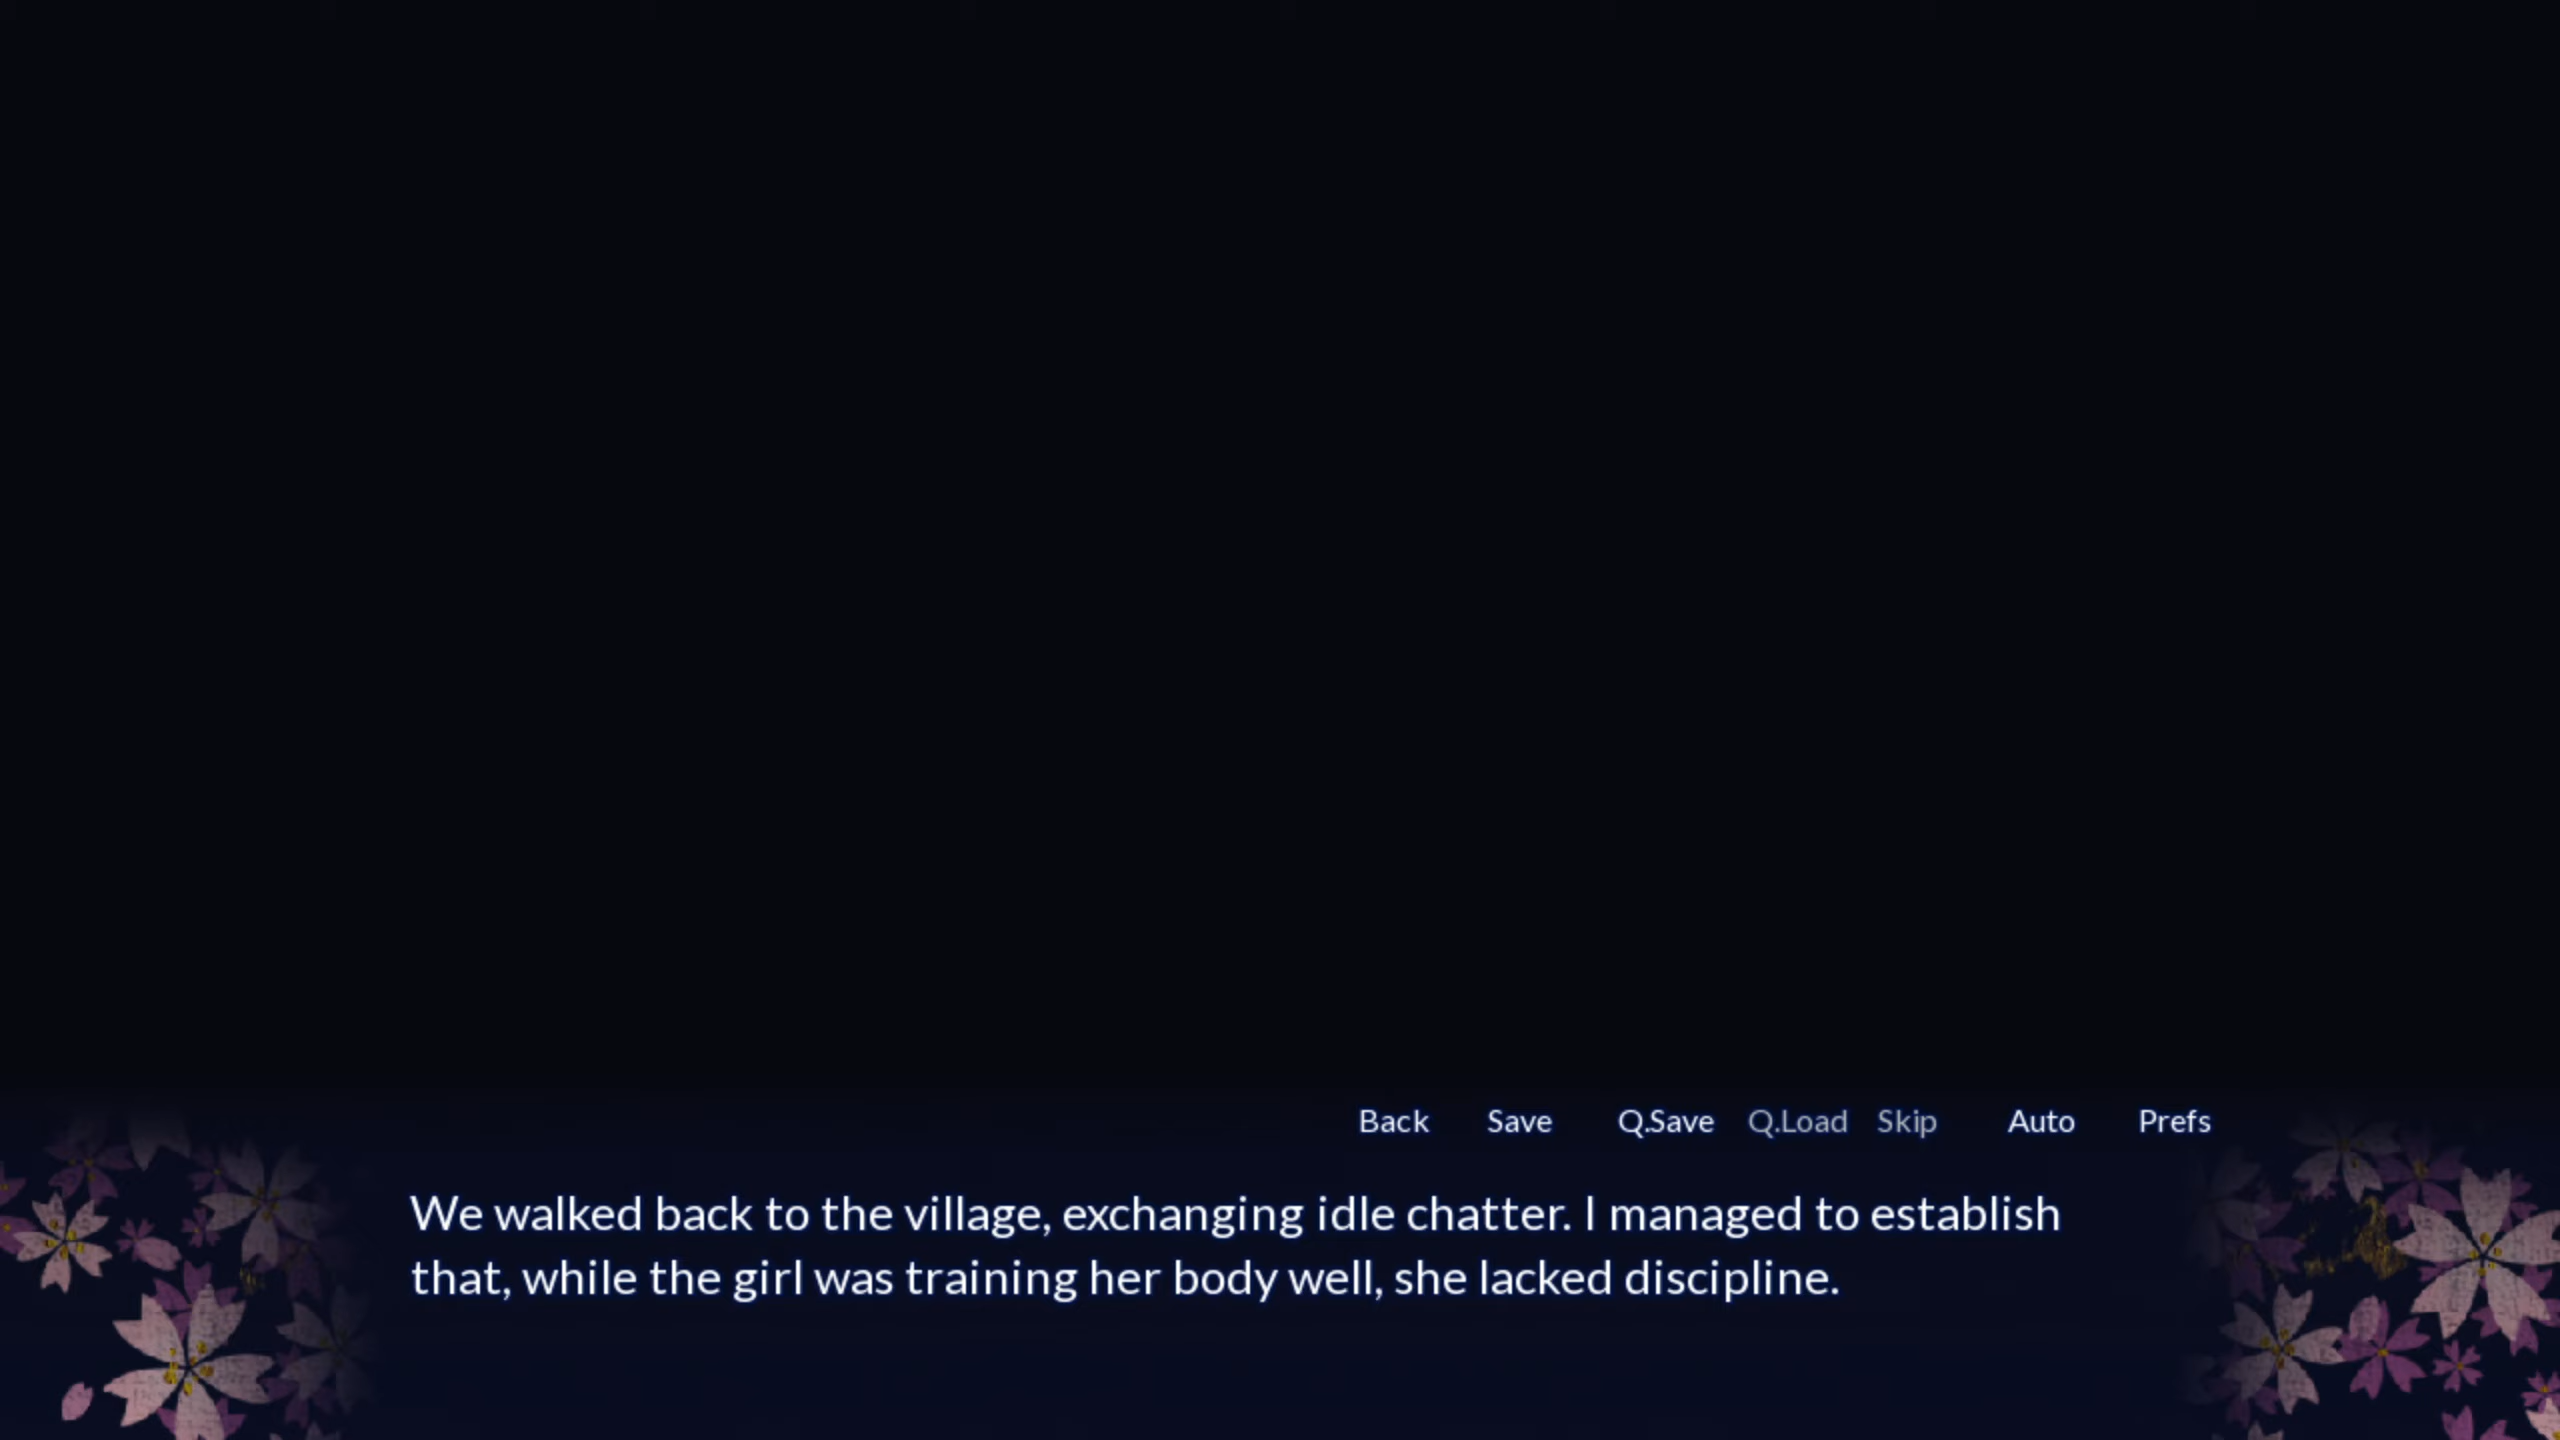 Back Save Q.Save Q.Load Skip Auto Prefs
We walked back to the village, exchanging idle chatter. I managed to establish
that, while the girl was training her body well, she lacked discipline.